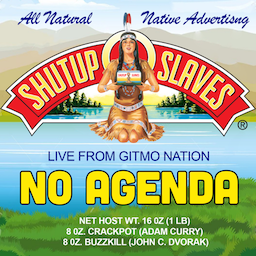 All Natural Native Advertisng
SHUTUP SLAVES
®
LIVE FROM GITMO NATION
NO AGENDA
NET HOST WT. 16 OZ (1 LB)
8 OZ. CRACKPOT (ADAM CURRY)
8 OZ. BUZZKILL (JOHN C. DVORAK)